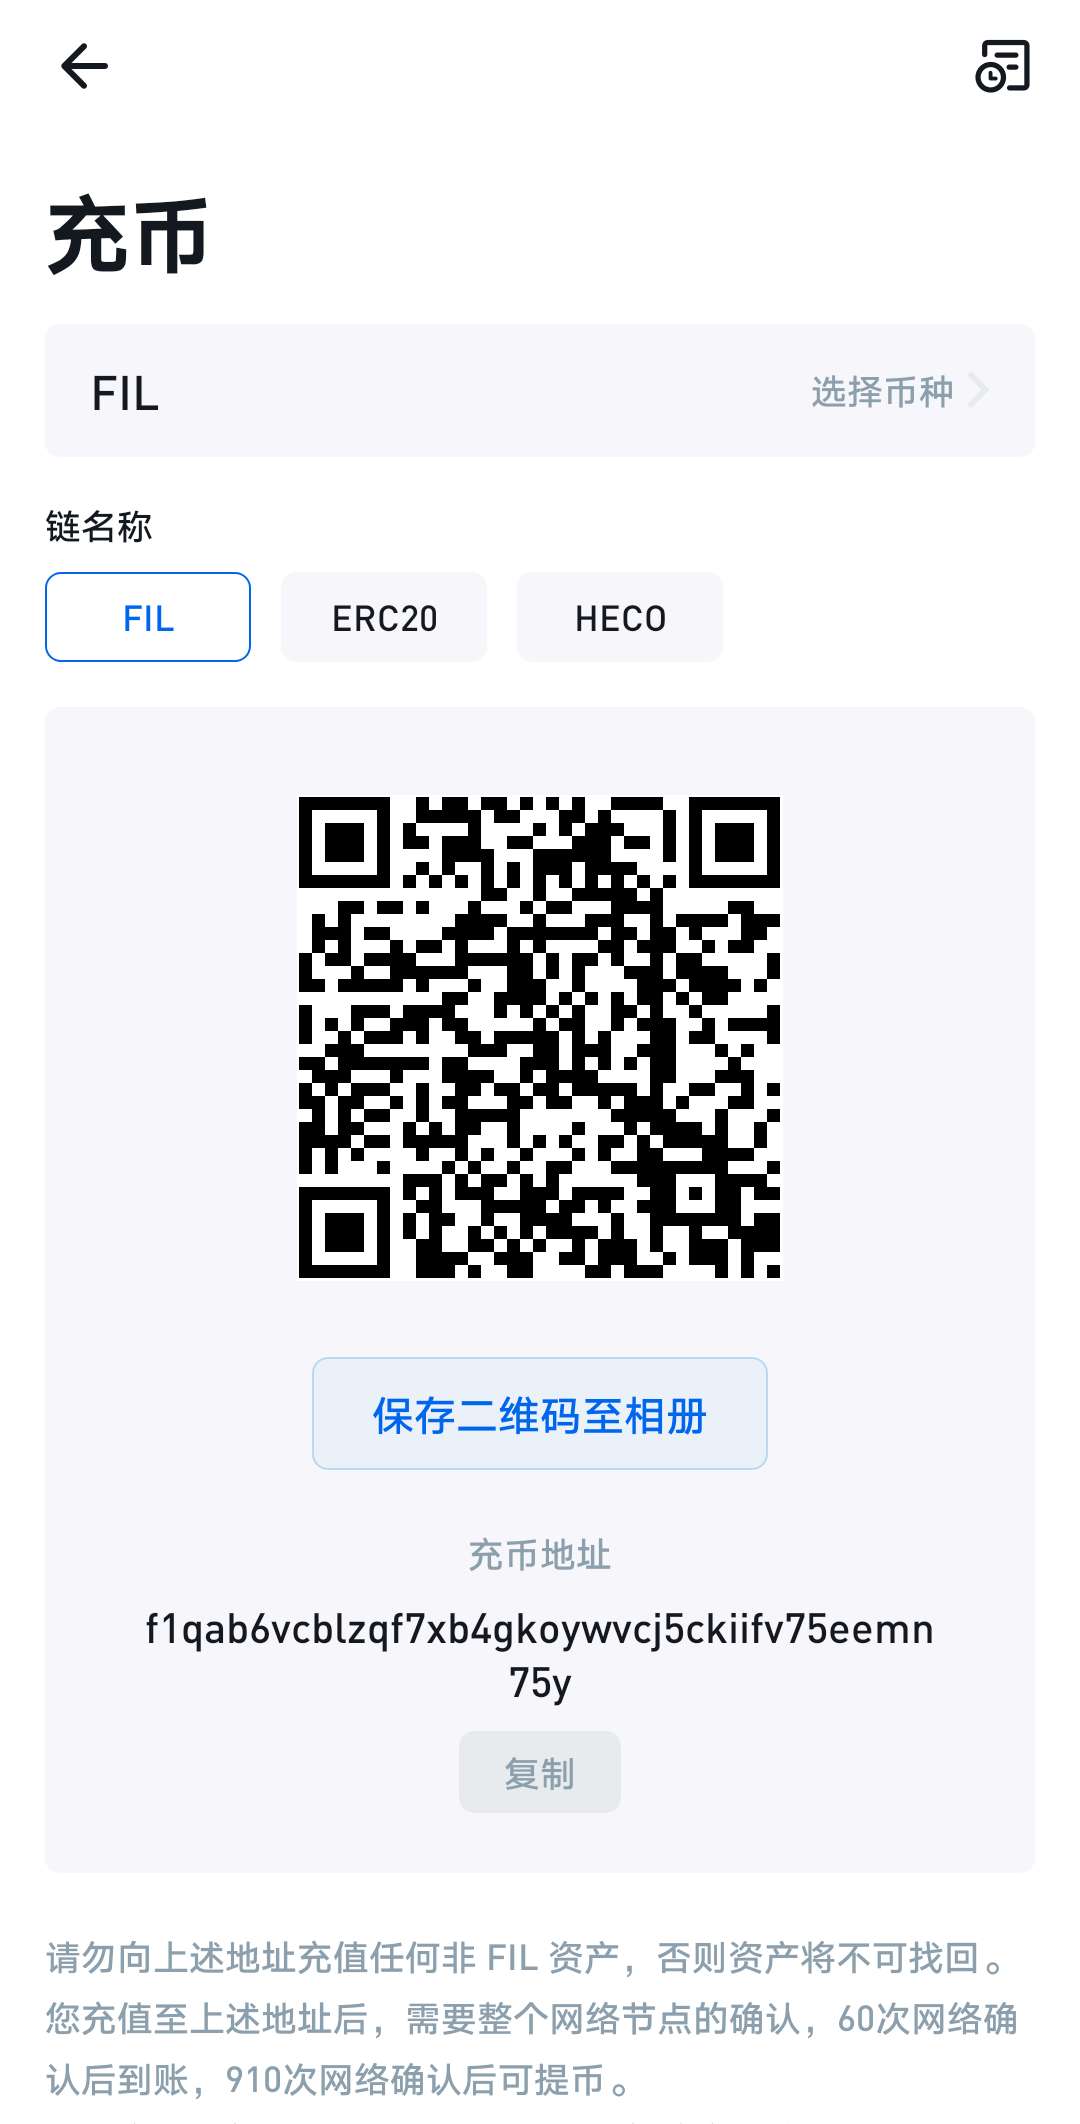 充币
FIL 选择币种
链名称
FIL ERC20 HECO
保存二维码至相册
充币地址
f1qab6vcblzqf7xb4gkoywvcj5ckiifv75eemn
75y
复制
请勿向上述地址充值任何非 FIL 资产，否则资产将不可找回。
您充值至上述地址后，需要整个网络节点的确认，60次网络确
认后到账，910次网络确认后可提币。